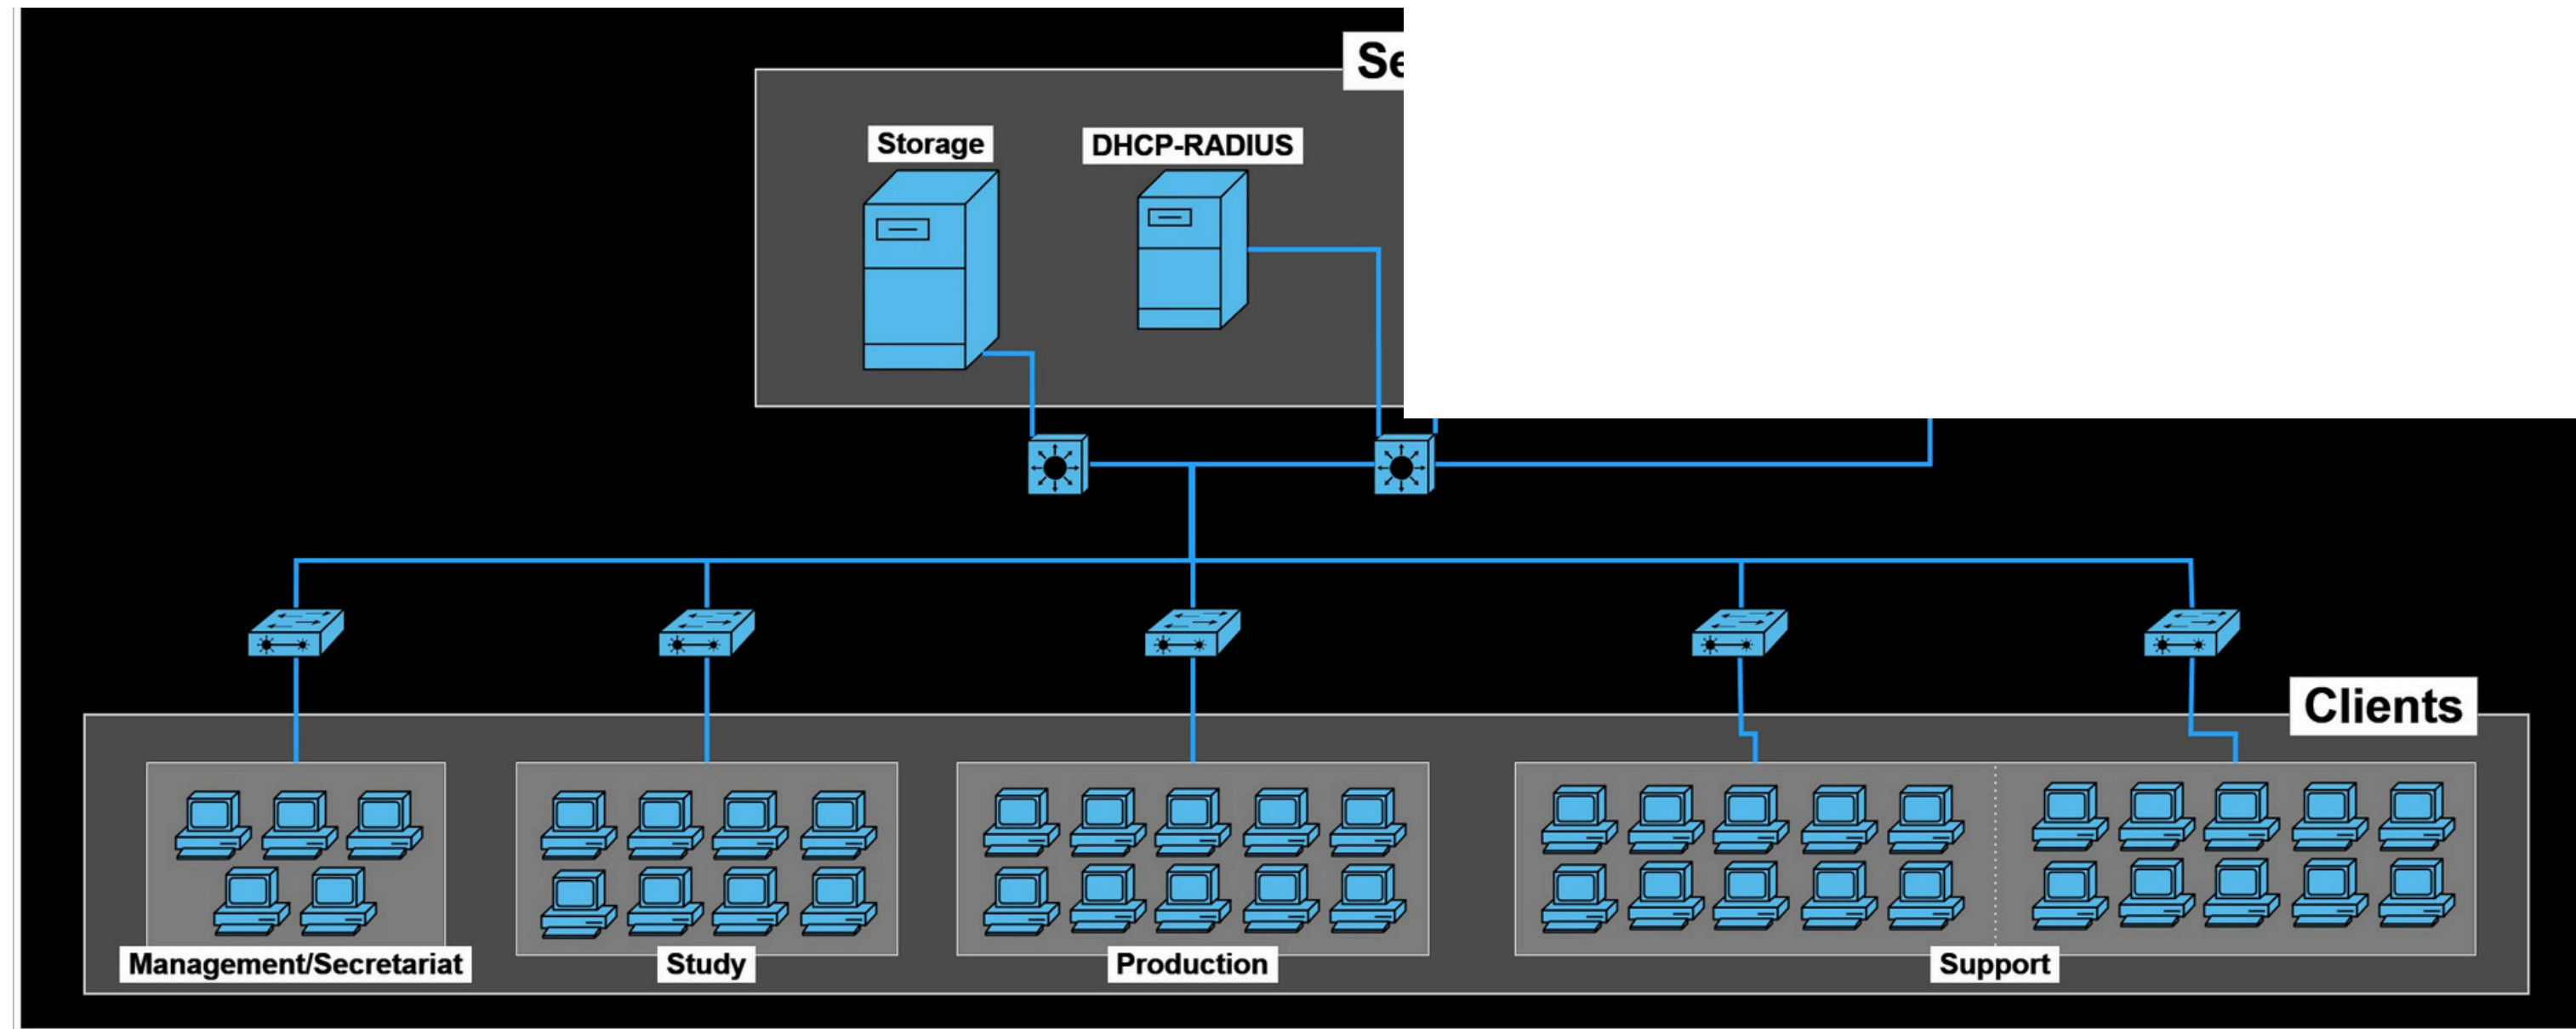 Storage
DHCP-RADIUS
Clients
Management/Secretariat
Study
Production
Support